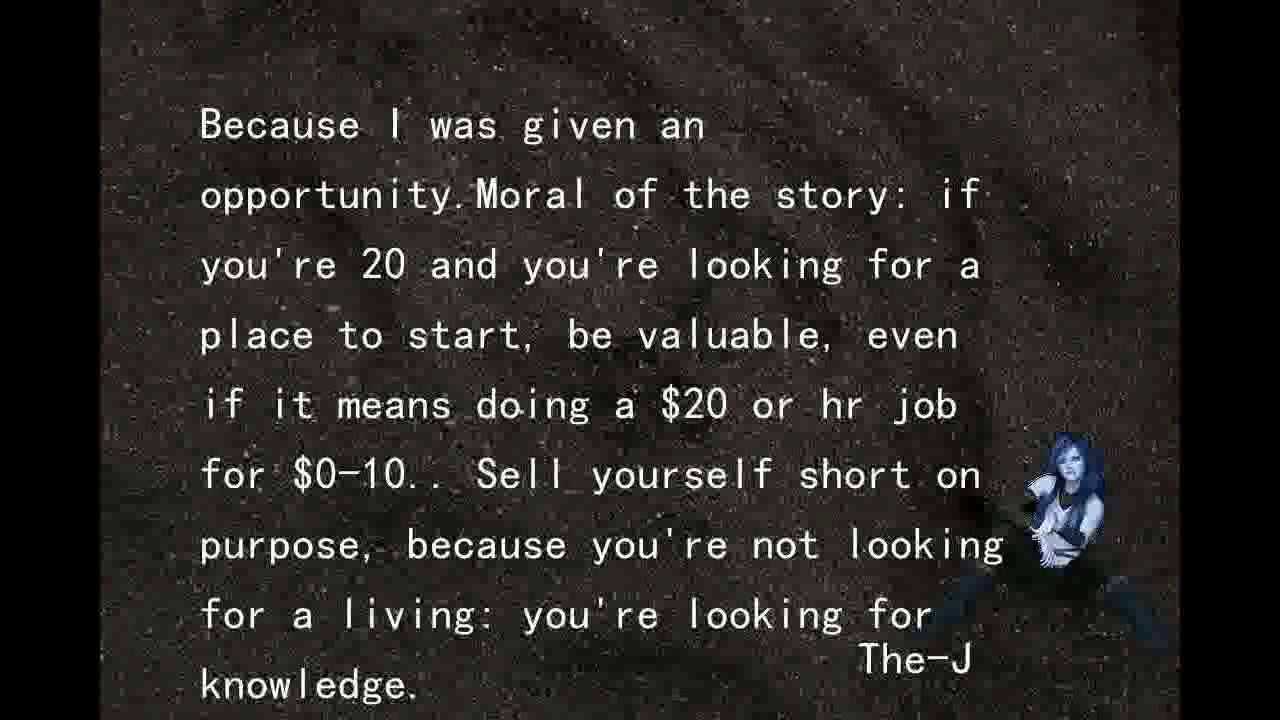 Because I was given an
opportunity.Moral of the story: if
you're 20 and you're looking for a
place to start, be valuable, even
if it means doing a $20 or hr job
for $0-10.. Sell yourself short on
purpose, because you're not looking
for a living: you're looking for
The-J
knowledge.